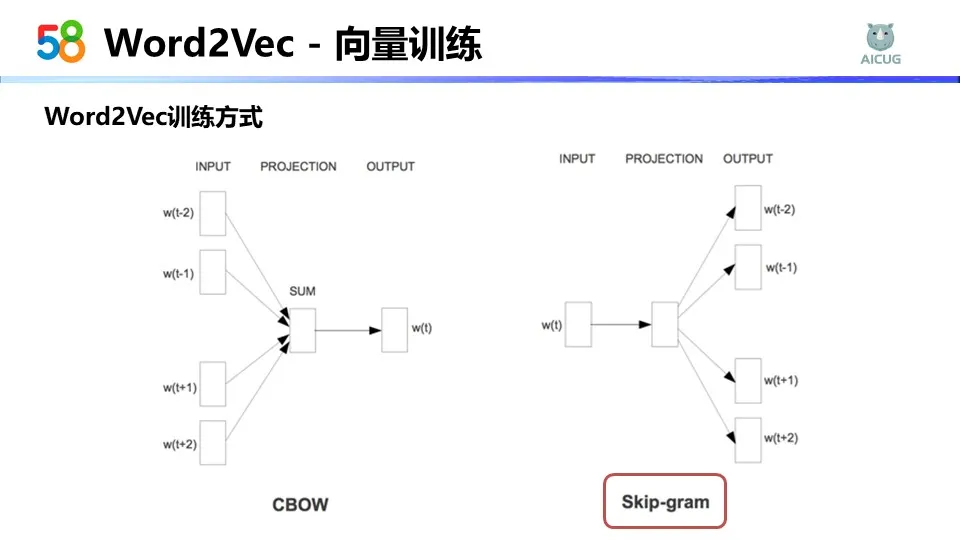 58 Word2Vec - 向量训练
AICUG
Word2Vec训练方式
INPUT PROJECTION OUTPUT
w(t-2)
w(t-1)
SUM
w(t)
w(t+1)
w(t+2)
CBOW
INPUT PROJECTION OUTPUT
w(t-2)
w(t-1)
w(t)
w(t+1)
w(t+2)
Skip-gram